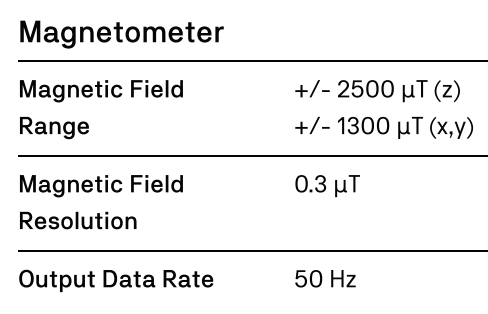 Magnetometer
Magnetic Field +/- 2500 µT (z)
Range +/- 1300 µT (x,y)
Magnetic Field 0.3 µT
Resolution
Output Data Rate 50 Hz